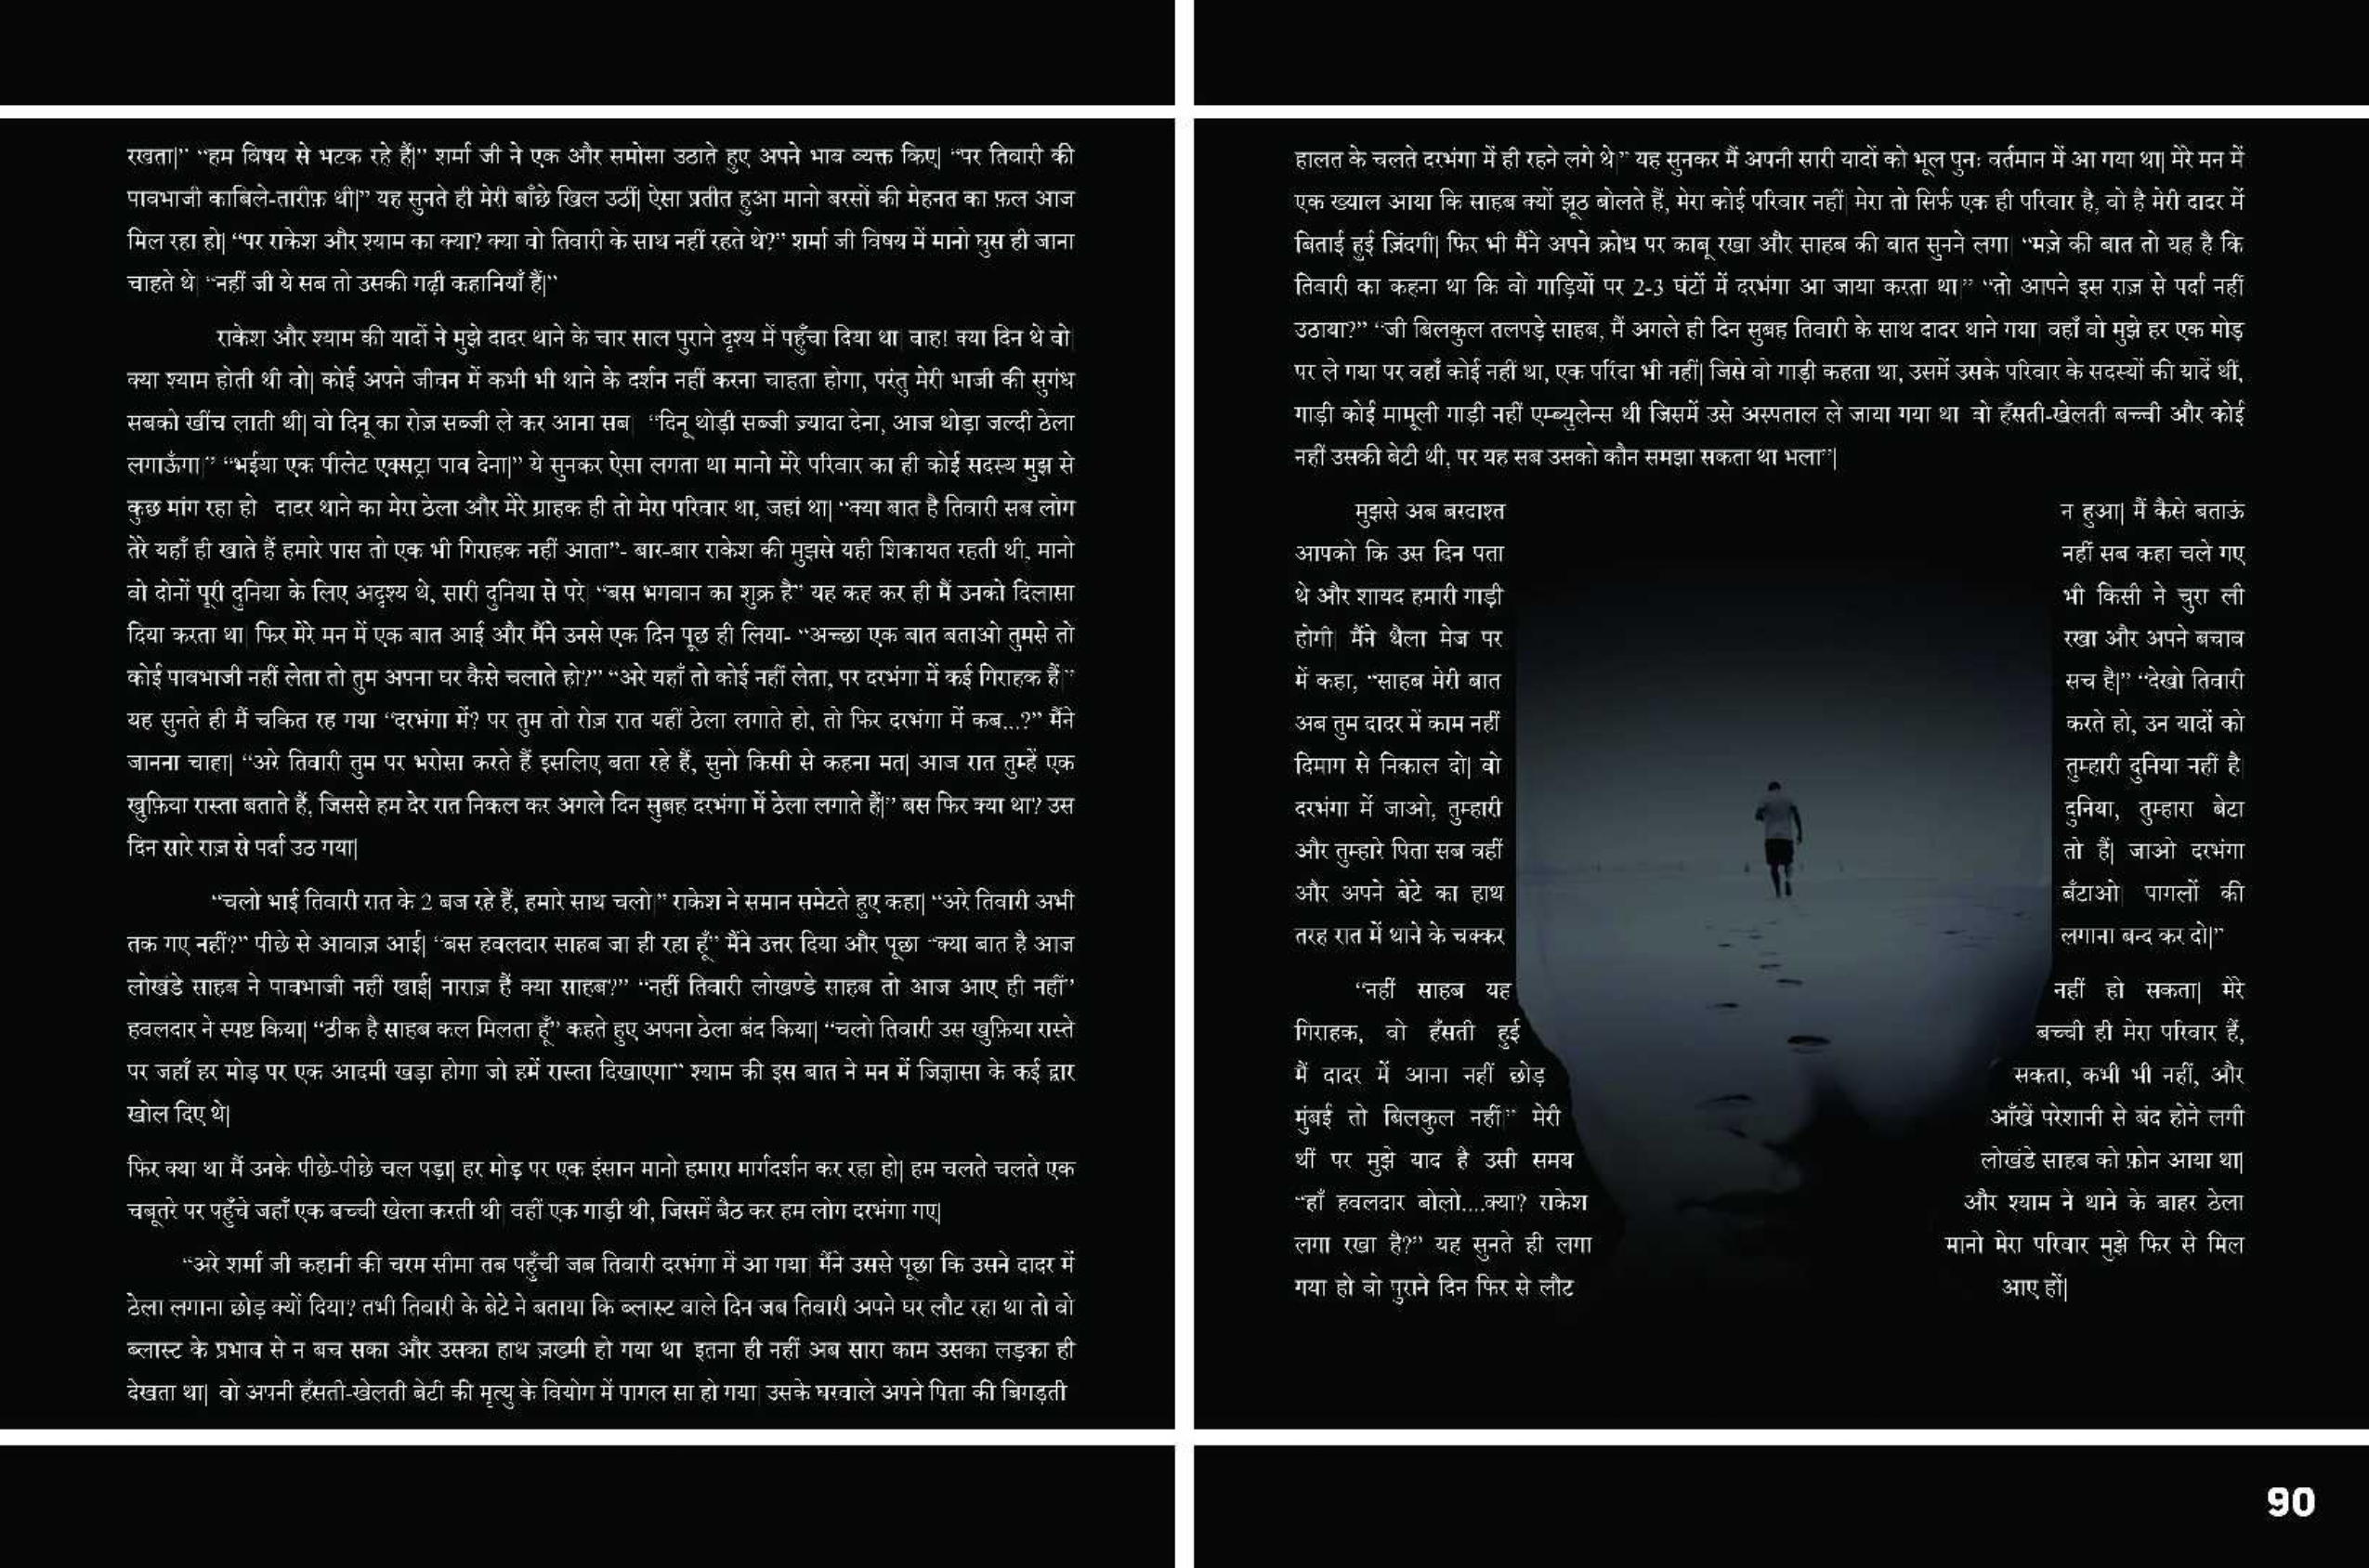 रखता|” “हम विषय से भटक रहे हैं|” शर्मा जी ने एक और समोसा उठाते हुए अपने भाव व्यक्त किए| “पर तिवारी की
पावभाजी काबिले-तारीफ़ थी|” यह सुनते ही मेरी बाँछे खिल उठीं| ऐसा प्रतीत हुआ मानो बरसों की मेहनत का फ़ल आज
मिल रहा हो| “पर राकेश और श्याम का क्या? क्या वो तिवारी के साथ नहीं रहते थे?” शर्मा जी विषय में मानो घुस ही जाना
चाहते थे| “नहीं जी ये सब तो उसकी गढ़ी कहानियाँ हैं|”
राकेश और श्याम की यादों ने मुझे दादर थाने के चार साल पुराने दृश्य में पहुँचा दिया था| वाह! क्या दिन थे वो|
क्या श्याम होती थी वो| कोई अपने जीवन में कभी भी थाने के दर्शन नहीं करना चाहता होगा, परंतु मेरी भाजी की सुगंध
सबको खींच लाती थी| वो दिनू का रोज़ सब्जी ले कर आना सब| “दिनू थोड़ी सब्जी ज़्यादा देना, आज थोड़ा जल्दी ठेला
लगाऊँगा|” “भईया एक पीलेट एक्सट्रा पाव देना|” ये सुनकर ऐसा लगता था मानो मेरे परिवार का ही कोई सदस्य मुझ से
कुछ मांग रहा हो दादर थाने का मेरा ठेला और मेरे ग्राहक ही तो मेरा परिवार था, जहां था| “क्या बात है तिवारी सब लोग
तेरे यहाँ ही खाते हैं हमारे पास तो एक भी गिराहक नहीं आता”- बार-बार राकेश की मुझसे यही शिकायत रहती थी, मानो
वो दोनों पूरी दुनिया के लिए अदृश्य थे, सारी दुनिया से परे| “बस भगवान का शुक्र है” यह कह कर ही मैं उनको दिलासा
दिया करता था| फिर मेरे मन में एक बात आई और मैंने उनसे एक दिन पूछ ही लिया- “अच्छा एक बात बताओ तुमसे तो
कोई पावभाजी नहीं लेता तो तुम अपना घर कैसे चलाते हो?” “अरे यहाँ तो कोई नहीं लेता, पर दरभंगा में कई गिराहक हैं|”
यह सुनते ही मैं चकित रह गया “दरभंगा में? पर तुम तो रोज़ रात यहीं ठेला लगाते हो, तो फिर दरभंगा में कब...?” मैंने
जानना चाहा| “अरे तिवारी तुम पर भरोसा करते हैं इसलिए बता रहे हैं, सुनो किसी से कहना मत| आज रात तुम्हें एक
खुफ़िया रास्ता बताते हैं, जिससे हम देर रात निकल कर अगले दिन सुबह दरभंगा में ठेला लगाते हैं|” बस फिर क्या था? उस
दिन सारे राज़ से पर्दा उठ गया|
“चलो भाई तिवारी रात के 2 बज रहे हैं, हमारे साथ चलो|” राकेश ने समान समेटते हुए कहा| “अरे तिवारी अभी
तक गए नहीं?” पीछे से आवाज़ आई| “बस हवलदार साहब जा ही रहा हूँ” मैंने उत्तर दिया और पूछा “क्या बात है आज
लोखंडे साहब ने पावभाजी नहीं खाई| नाराज़ हैं क्या साहब?” “नहीं तिवारी लोखण्डे साहब तो आज आए ही नहीं”
हवलदार ने स्पष्ट किया| “ठीक है साहब कल मिलता हूँ” कहते हुए अपना ठेला बंद किया| “चलो तिवारी उस खुफ़िया रास्ते
पर जहाँ हर मोड़ पर एक आदमी खड़ा होगा जो हमें रास्ता दिखाएगा” श्याम की इस बात ने मन में जिज्ञासा के कई द्वार
खोल दिए थे|
फिर क्या था मैं उनके पीछे-पीछे चल पड़ा| हर मोड़ पर एक इंसान मानो हमारा मार्गदर्शन कर रहा हो| हम चलते चलते एक
चबूतरे पर पहुँचे जहाँ एक बच्ची खेला करती थी| वहीं एक गाड़ी थी, जिसमें बैठ कर हम लोग दरभंगा गए|
“अरे शर्मा जी कहानी की चरम सीमा तब पहुँची जब तिवारी दरभंगा में आ गया| मैंने उससे पूछा कि उसने दादर में
ठेला लगाना छोड़ क्यों दिया? तभी तिवारी के बेटे ने बताया कि ब्लास्ट वाले दिन जब तिवारी अपने घर लौट रहा था तो वो
ब्लास्ट के प्रभाव से न बच सका और उसका हाथ ज़ख्मी हो गया था इतना ही नहीं अब सारा काम उसका लड़का ही
देखता था| वो अपनी हँसती-खेलती बेटी की मृत्यु के वियोग में पागल सा हो गया| उसके घरवाले अपने पिता की बिगड़ती
हालत के चलते दरभंगा में ही रहने लगे थे|” यह सुनकर मैं अपनी सारी यादों को भूल पुनः वर्तमान में आ गया था| मेरे मन में
एक ख्याल आया कि साहब क्यों झूठ बोलते हैं, मेरा कोई परिवार नहीं| मेरा तो सिर्फ एक ही परिवार है, वो है मेरी दादर में
बिताई हुई ज़िंदगी| फिर भी मैंने अपने क्रोध पर काबू रखा और साहब की बात सुनने लगा| “मज़े की बात तो यह है कि
तिवारी का कहना था कि वो गाड़ियों पर 2-3 घंटों में दरभंगा आ जाया करता था|” “तो आपने इस राज़ से पर्दा नहीं
उठाया?” “जी बिलकुल तलपड़े साहब, मैं अगले ही दिन सुबह तिवारी के साथ दादर थाने गया| वहाँ वो मुझे हर एक मोड़
पर ले गया पर वहाँ कोई नहीं था, एक परिंदा भी नहीं| जिसे वो गाड़ी कहता था, उसमें उसके परिवार के सदस्यों की यादें थीं,
गाड़ी कोई मामूली गाड़ी नहीं एम्ब्युलेन्स थी जिसमें उसे अस्पताल ले जाया गया था वो हँसती-खेलती बच्ची और कोई
नहीं उसकी बेटी थी, पर यह सब उसको कौन समझा सकता था भला”|
मुझसे अब बरदाश्त न हुआ| मैं कैसे बताऊं
आपको कि उस दिन पता नहीं सब कहा चले गए
थे और शायद हमारी गाड़ी भी किसी ने चुरा ली
होगी| मैंने थैला मेज पर रखा और अपने बचाव
में कहा, “साहब मेरी बात सच है|” “देखो तिवारी
अब तुम दादर में काम नहीं करते हो, उन यादों को
दिमाग से निकाल दो| वो तुम्हारी दुनिया नहीं है|
दरभंगा में जाओ, तुम्हारी दुनिया, तुम्हारा बेटा
और तुम्हारे पिता सब वहीं तो हैं| जाओ दरभंगा
और अपने बेटे का हाथ बँटाओ| पागलों की
तरह रात में थाने के चक्कर लगाना बन्द कर दो|”
“नहीं साहब यह नहीं हो सकता| मेरे
गिराहक, वो हँसती हुई बच्ची ही मेरा परिवार हैं,
मैं दादर में आना नहीं छोड़ सकता, कभी भी नहीं, और
मुंबई तो बिलकुल नहीं|” मेरी आँखें परेशानी से बंद होने लगी
थीं पर मुझे याद है उसी समय लोखंडे साहब को फ़ोन आया था|
“हाँ हवलदार बोलो....क्या? राकेश और श्याम ने थाने के बाहर ठेला
लगा रखा है?” यह सुनते ही लगा मानो मेरा परिवार मुझे फिर से मिल
गया हो वो पुराने दिन फिर से लौट आए हों|
90